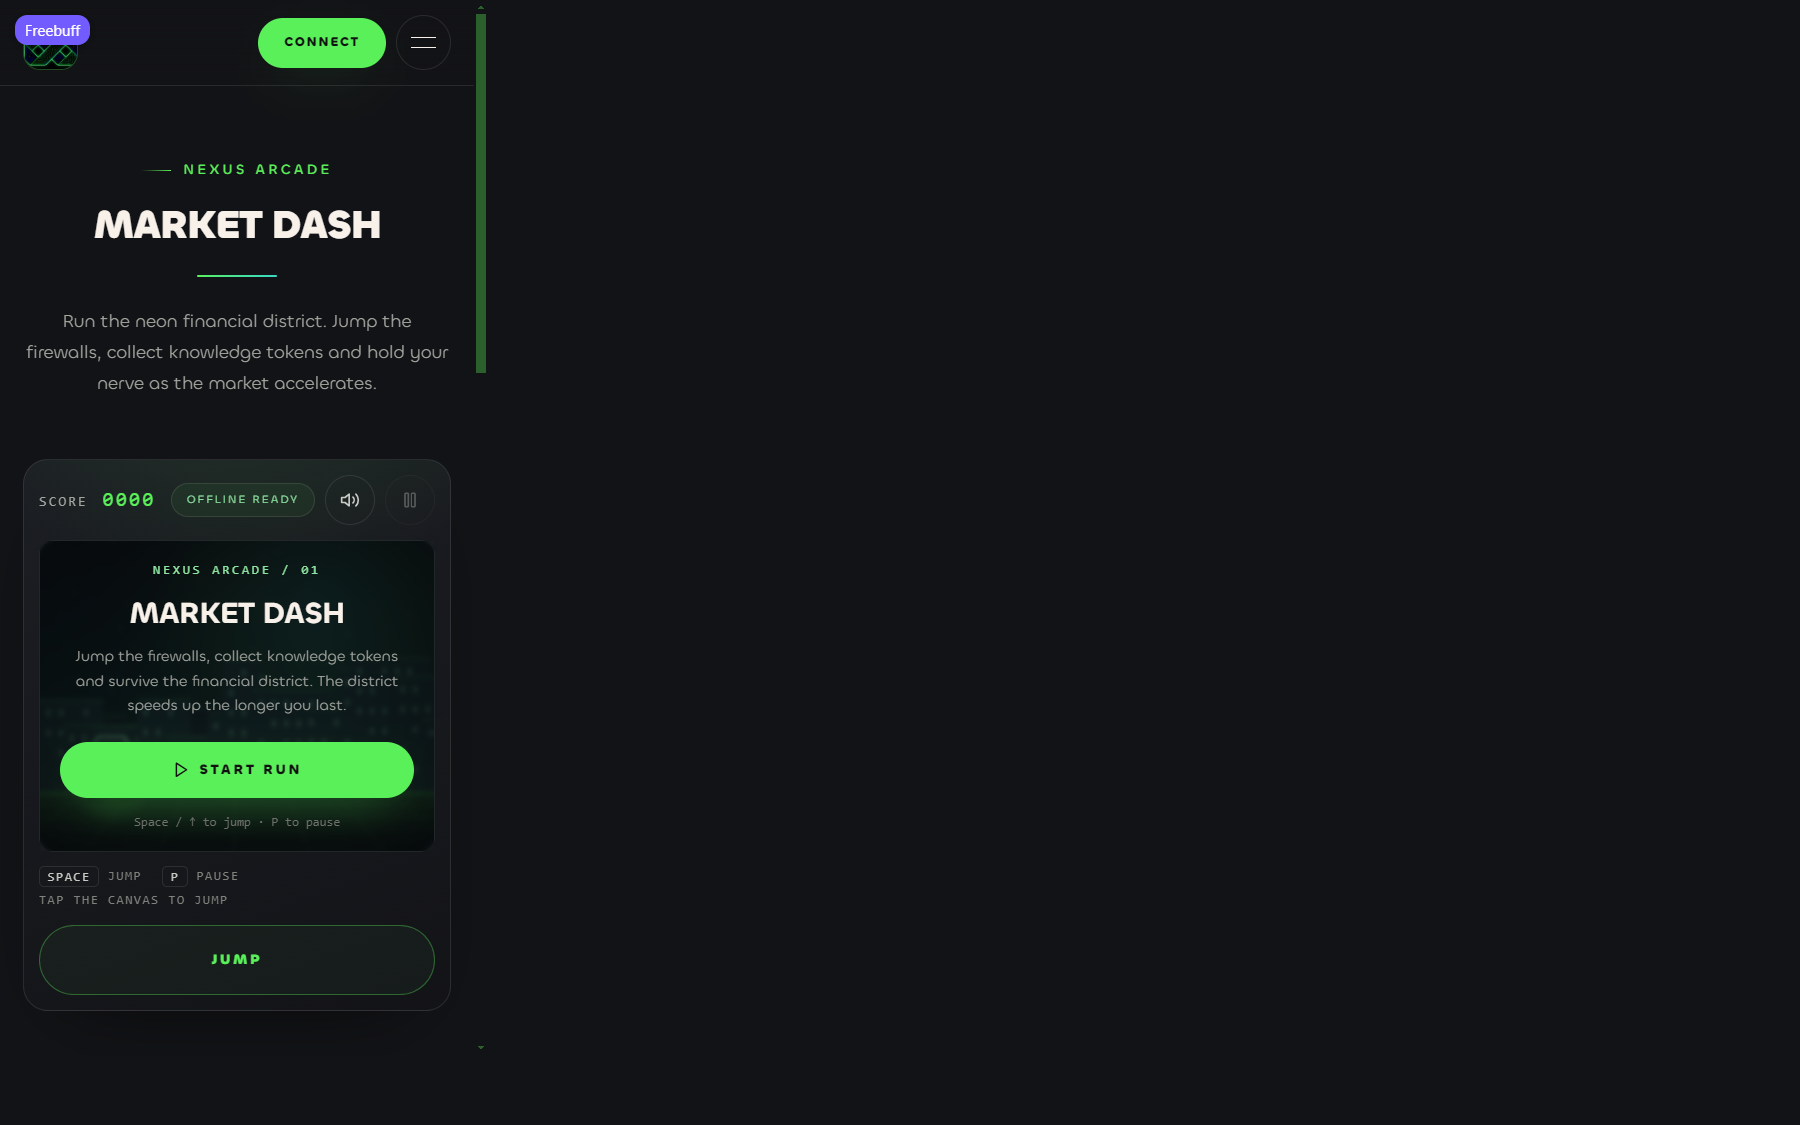 Freebuff
CONNECT
NEXUS ARCADE
MARKET DASH
Run the neon financial district. Jump the
firewalls, collect knowledge tokens and hold your
nerve as the market accelerates.
SCORE 0000 OFFLINE READY
NEXUS ARCADE / 01
MARKET DASH
Jump the firewalls, collect knowledge tokens
and survive the financial district. The district
speeds up the longer you last.
START RUN
Space / ↑ to jump · P to pause
SPACE JUMP P PAUSE
TAP THE CANVAS TO JUMP
JUMP